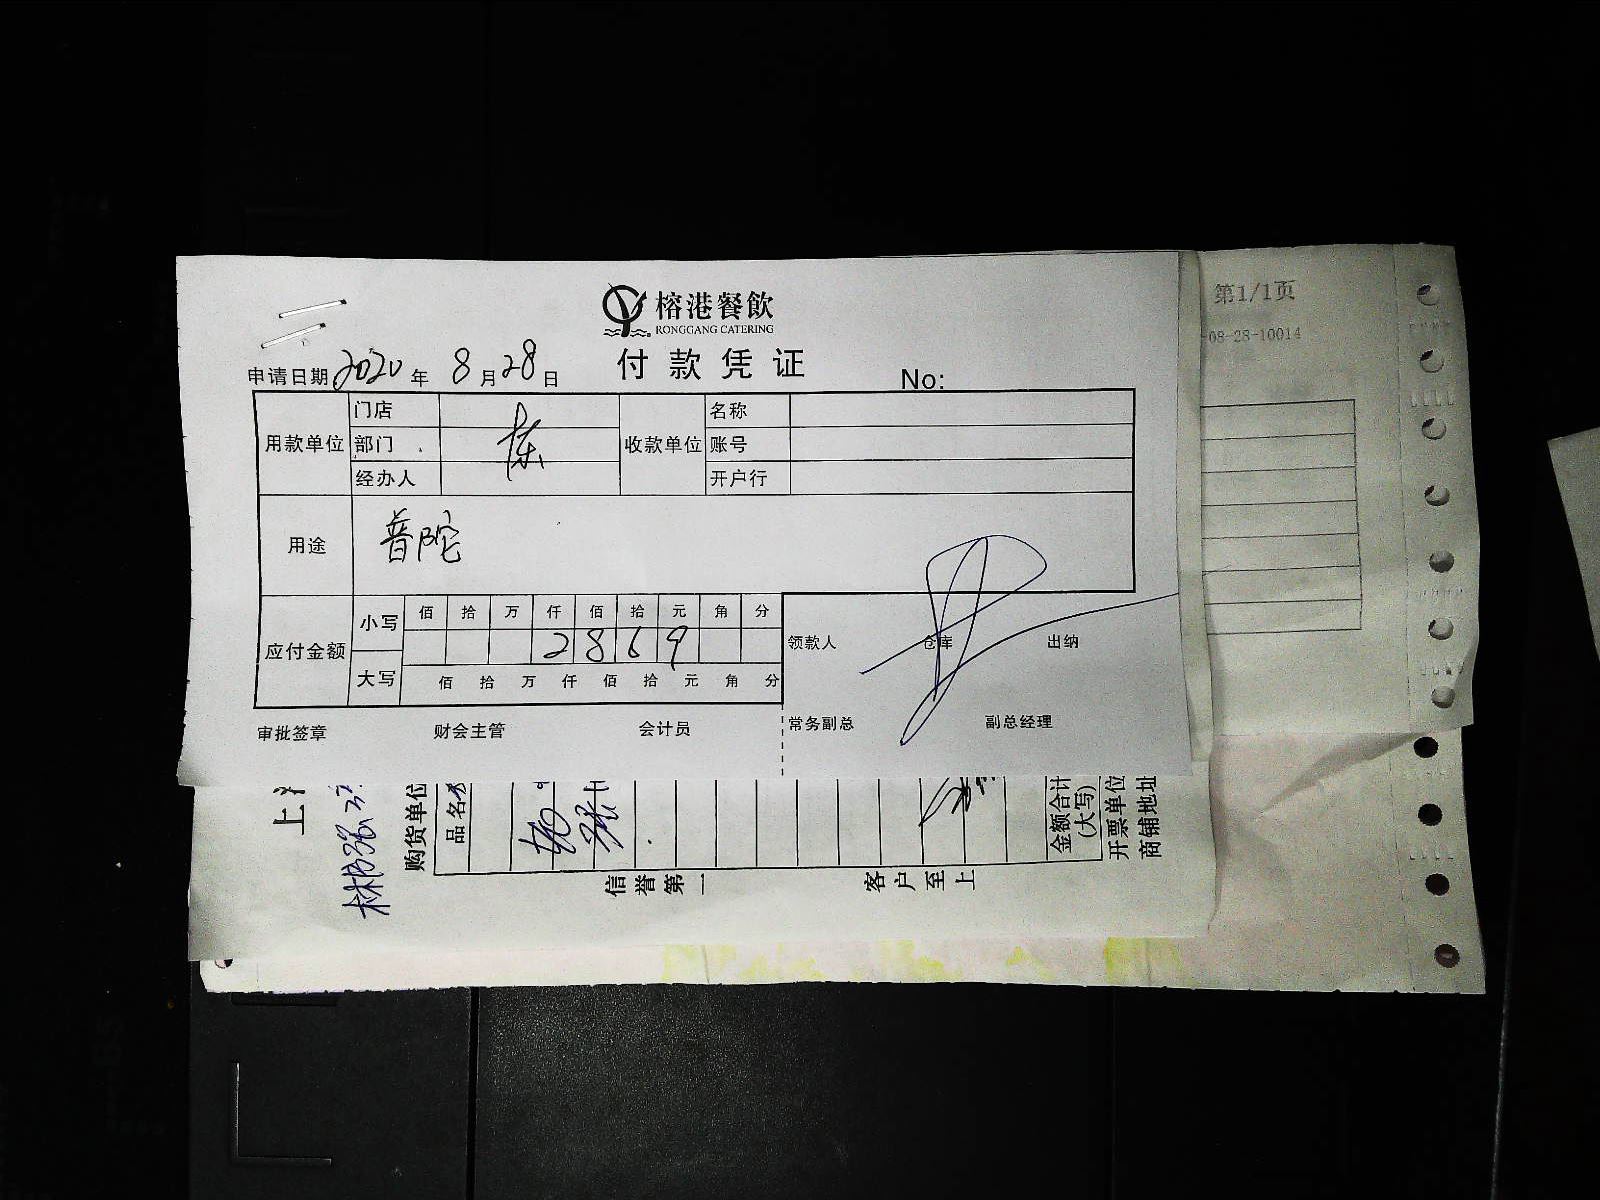 榕港餐飲
RONGGANG CATERING
付款凭证
申请日期 2020 年 8 月 28 日
No:
用款单位 门店 部门 经办人
收款单位 名称 账号 开户行
用途 普陀
应付金额 小写 佰 拾 万 仟 佰 拾 元 角 分
2869
大写 佰 拾 万 仟 佰 拾 元 角 分
领款人 仓库 出纳
常务副总 副总经理
审批签章 财会主管 会计员
第1/1页
-08-28-10014
上
购货单位
品名
金额合计
(大写)
开票单位
商铺地址
信誉第一
客户至上